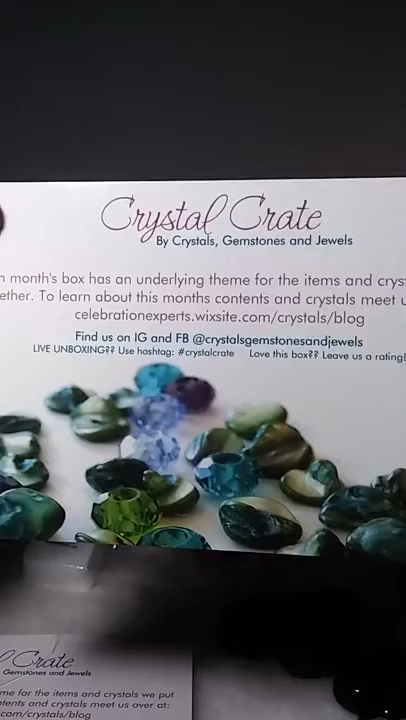 Crystal Crate
By Crystals, Gemstones and Jewels
month's box has an underlying theme for the items and
To learn about this months contents and crystals meet
celebrationexperts.wixsite.com/crystals/blog
Find us on IG and FB @crystalsgemstonesandjewels
LIVE UNBOXING?? Use hashtag: #crystalcrate Love this box?? Leave us a rating!
Crate
Gemstones and Jewels
me for the items and crystals we put
and crystals meet us over at:
.com/crystals/blog